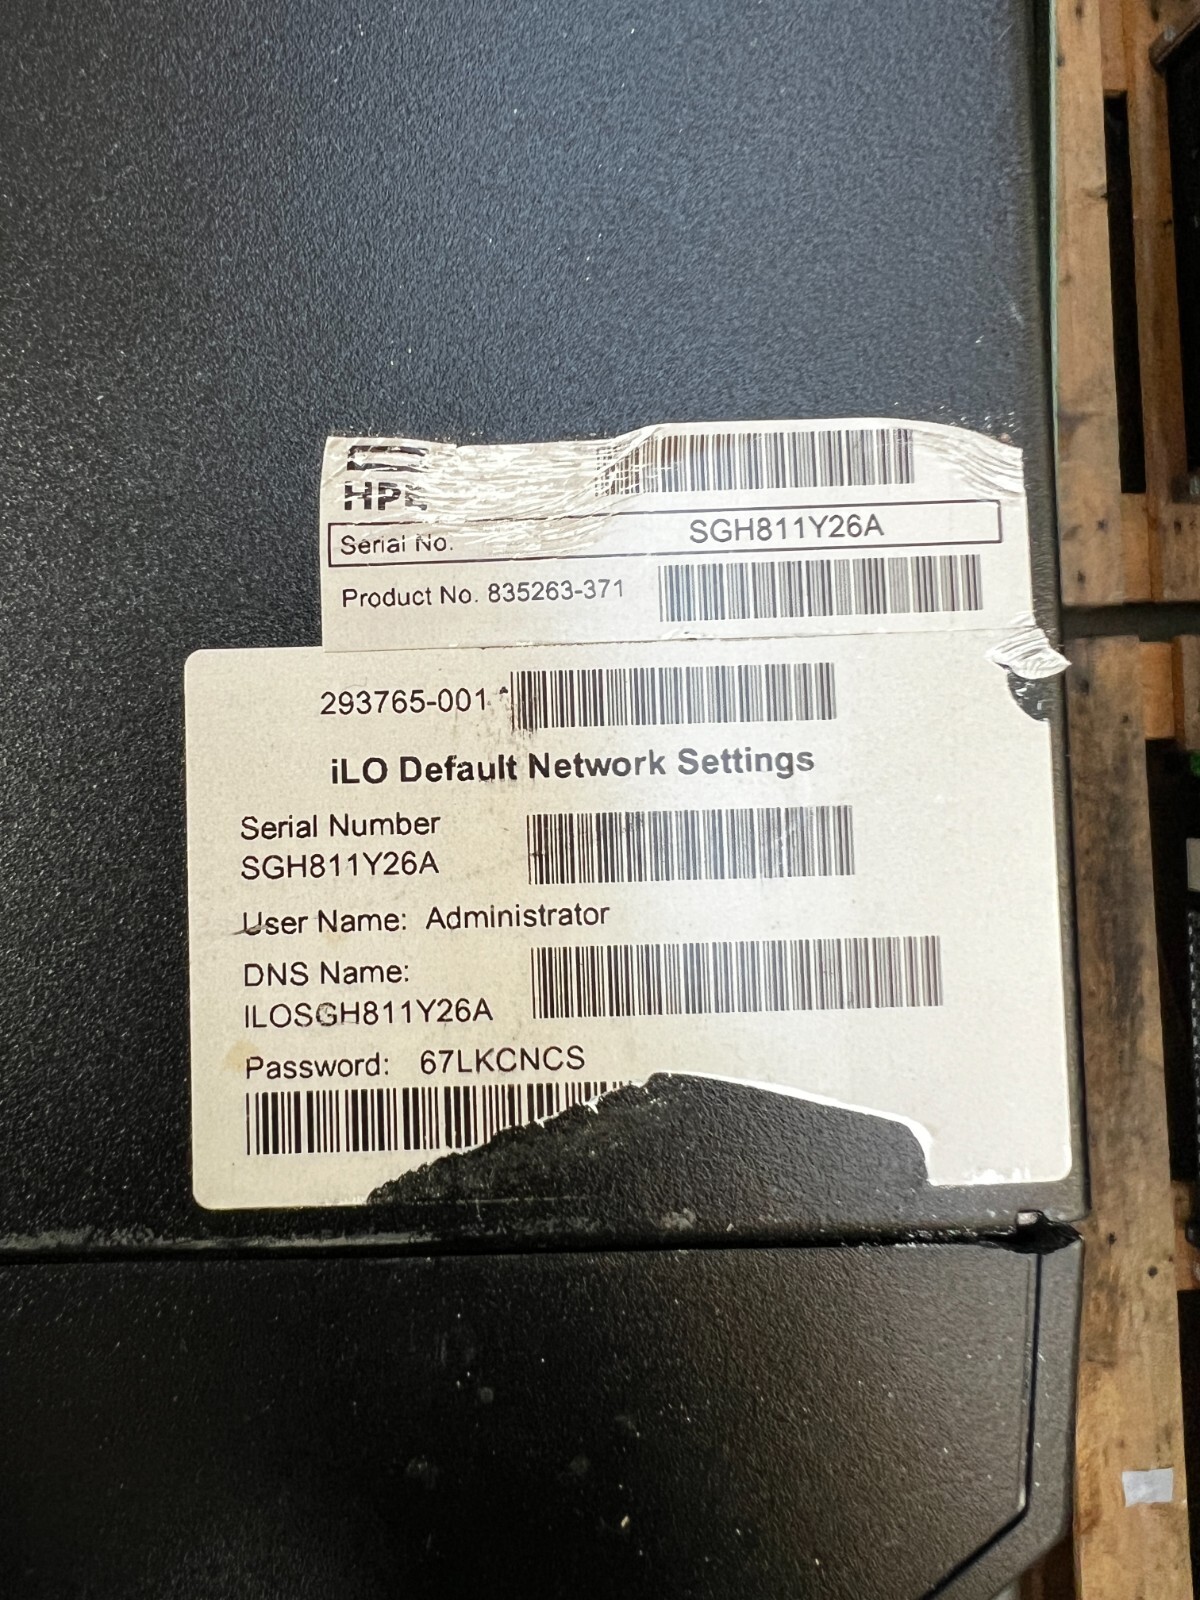 HPE
Serial No. SGH811Y26A
Product No. 835263-371
293765-001
iLO Default Network Settings
Serial Number
SGH811Y26A
User Name: Administrator
DNS Name:
ILOSGH811Y26A
Password: 67LKCNCS